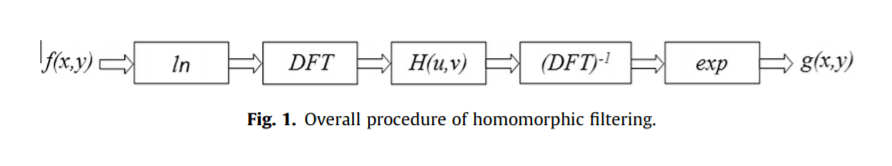 f(x,y) ln DFT H(u,v) (DFT)⁻¹ exp g(x,y)
Fig. 1. Overall procedure of homomorphic filtering.